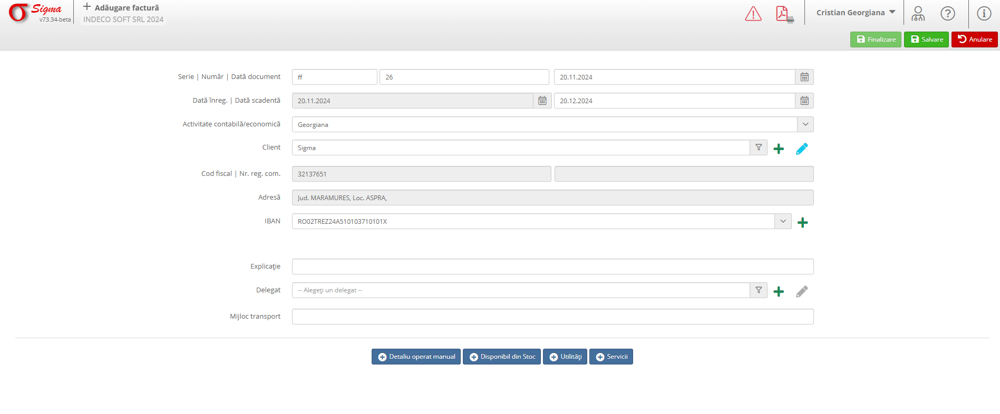 Sigma
v73.34-beta
Adăugare factură
INDECO SOFT SRL 2024
Cristian Georgiana
Finalizare
Salvare
Anulare
Serie | Număr | Dată document
ff
26
20.11.2024
Dată înreg. | Dată scadentă
20.11.2024
20.12.2024
Activitate contabilă/economică
Georgiana
Client
Sigma
Cod fiscal | Nr. reg. com.
32137651
Adresă
Jud. MARAMURES, Loc. ASPRA,
IBAN
RO02TREZ24A510103710101X
Explicaţie
Delegat
-- Alegeţi un delegat --
Mijloc transport
Detaliu operat manual
Disponibil din Stoc
Utilităţi
Servicii